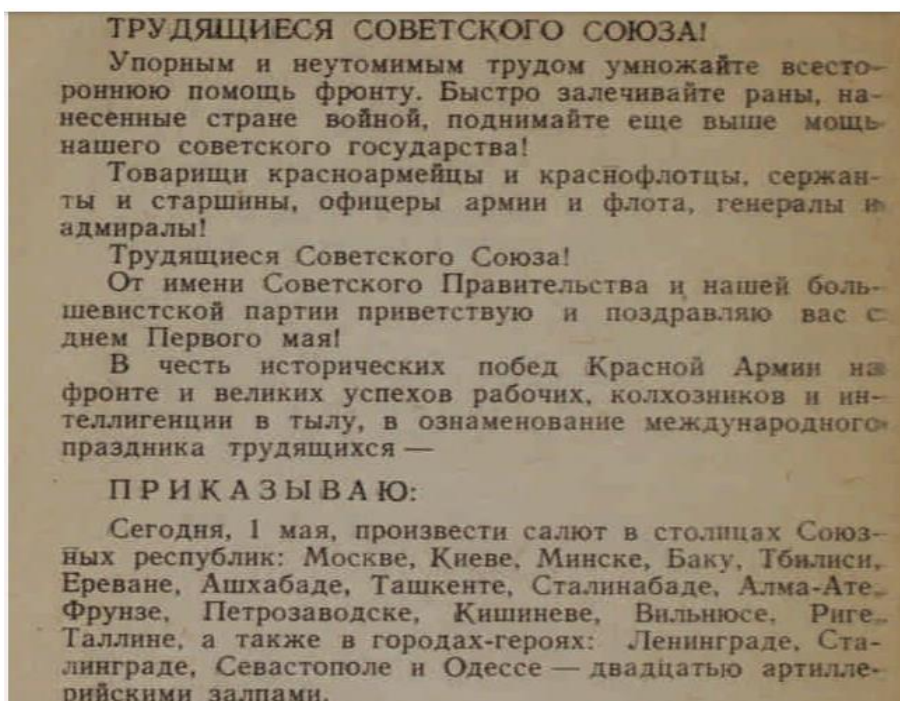 ТРУДЯЩИЕСЯ СОВЕТСКОГО СОЮЗА!
Упорным и неутомимым трудом умножайте всесто-
роннюю помощь фронту. Быстро залечивайте раны, на-
несенные стране войной, поднимайте еще выше мощь
нашего советского государства!
Товарищи красноармейцы и краснофлотцы, сержан-
ты и старшины, офицеры армии и флота, генералы и
адмиралы!
Трудящиеся Советского Союза!
От имени Советского Правительства и нашей боль-
шевистской партии приветствую и поздравляю вас с
днем Первого мая!
В честь исторических побед Красной Армии на
фронте и великих успехов рабочих, колхозников и ин-
теллигенции в тылу, в ознаменование международного
праздника трудящихся —
ПРИКАЗЫВАЮ:
Сегодня, 1 мая, произвести салют в столицах Союз-
ных республик: Москве, Киеве, Минске, Баку, Тбилиси,
Ереване, Ашхабаде, Ташкенте, Сталинабаде, Алма-Ате,
Фрунзе, Петрозаводске, Кишиневе, Вильнюсе, Риге,
Таллине, а также в городах-героях: Ленинграде, Ста-
линграде, Севастополе и Одессе — двадцатью артилле-
рийскими залпами.